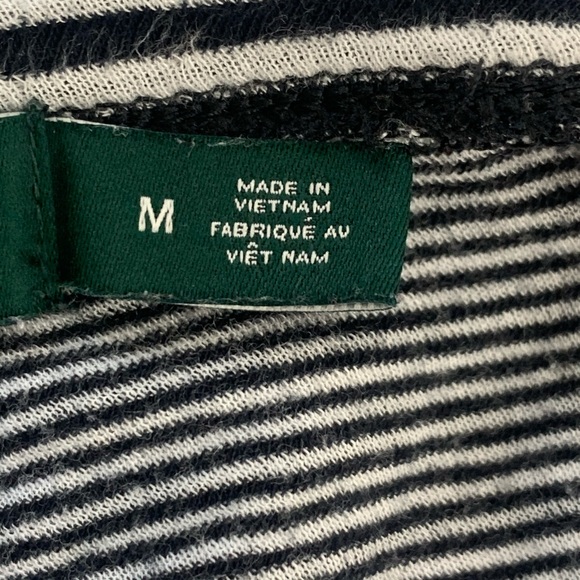 M
MADE IN
VIETNAM
FABRIQUÉ AU
VIÊT NAM